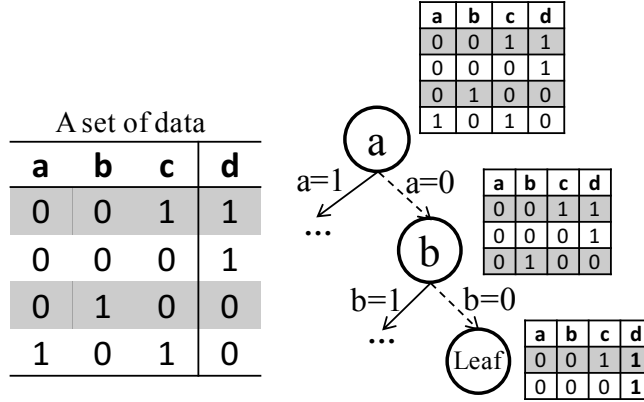 A set of data
a b c d
0 0 1 1
0 0 0 1
0 1 0 0
1 0 1 0
a b c d
0 0 1 1
0 0 0 1
0 1 0 0
1 0 1 0
a
a=1
a=0
...
a b c d
0 0 1 1
0 0 0 1
0 1 0 0
b
b=1
b=0
...
Leaf
a b c d
0 0 1 1
0 0 0 1